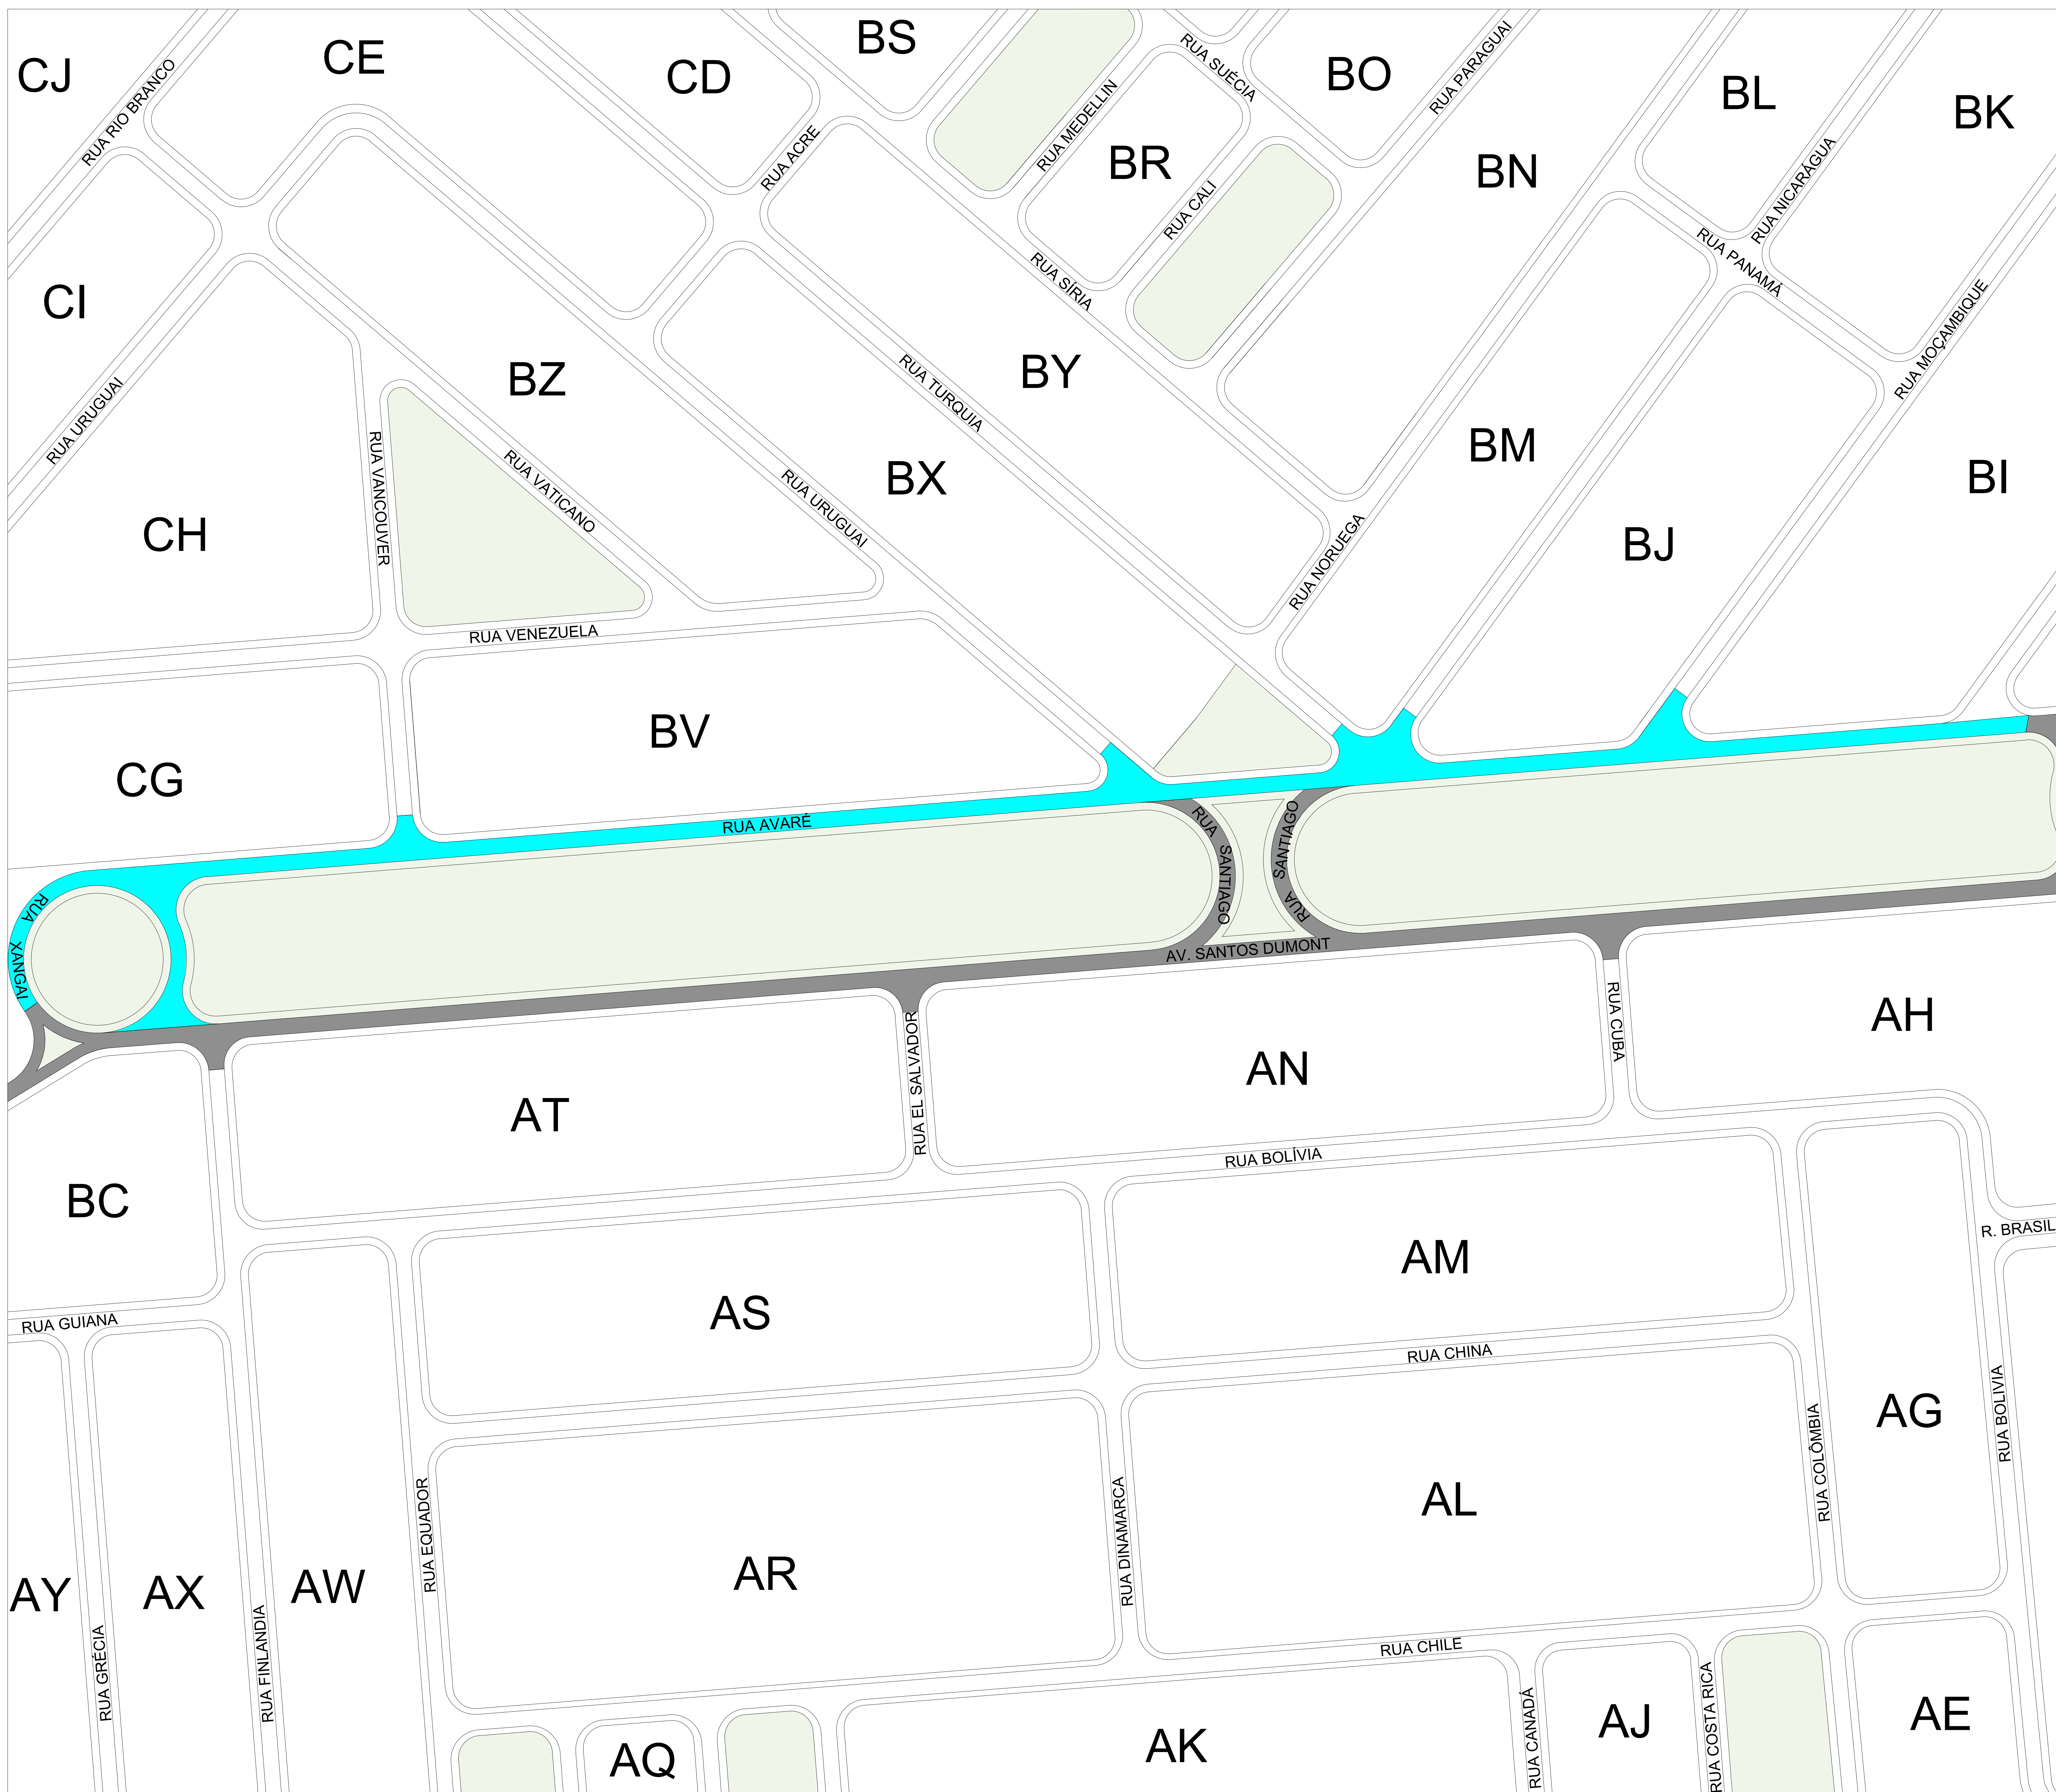 CJ
RUA RIO BRANCO
CE
CD
BS
RUA SUÉCIA
BO
RUA PARAGUAI
BL
BK
RUA ACRE
RUA MEDELLIN
BR
RUA CALI
BN
RUA NICARÁGUA
RUA PANAMÁ
CI
RUA SÍRIA
RUA MOÇAMBIQUE
RUA URUGUAI
BZ
RUA TURQUIA
BY
BM
RUA VANCOUVER
RUA VATICANO
RUA URUGUAI
BX
BI
CH
RUA NORUEGA
BJ
RUA VENEZUELA
BV
CG
RUA AVARÉ
RUA SANTIAGO
RUA SANTIAGO
RUA XANGAI
AV. SANTOS DUMONT
RUA EL SALVADOR
RUA CUBA
AH
AN
AT
RUA BOLÍVIA
BC
R. BRASIL
AM
AS
RUA GUIANA
RUA CHINA
AG
RUA BOLIVIA
RUA COLÔMBIA
AL
RUA EQUADOR
RUA DINAMARCA
AR
AY
AX
AW
RUA GRÉCIA
RUA FINLANDIA
RUA CHILE
RUA CANADÁ
AJ
RUA COSTA RICA
AE
AQ
AK